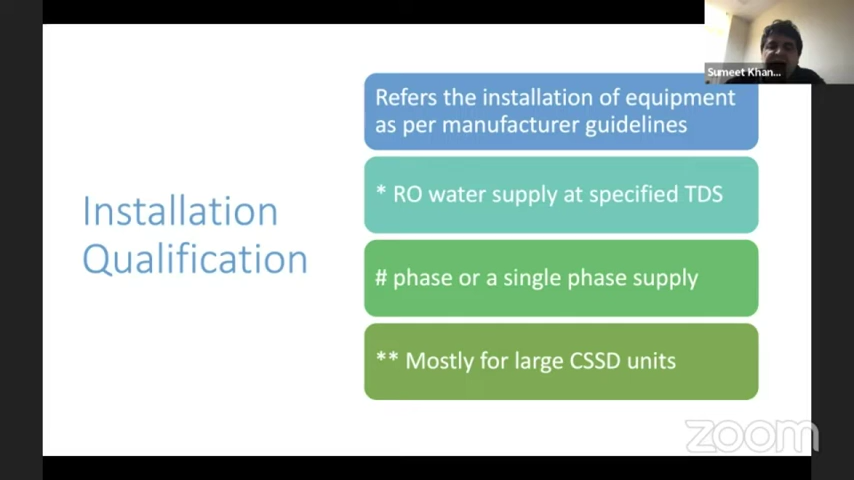 Sumeet Khan...
Refers the installation of equipment
as per manufacturer guidelines
* RO water supply at specified TDS
Installation
Qualification
# phase or a single phase supply
** Mostly for large CSSD units
zoom